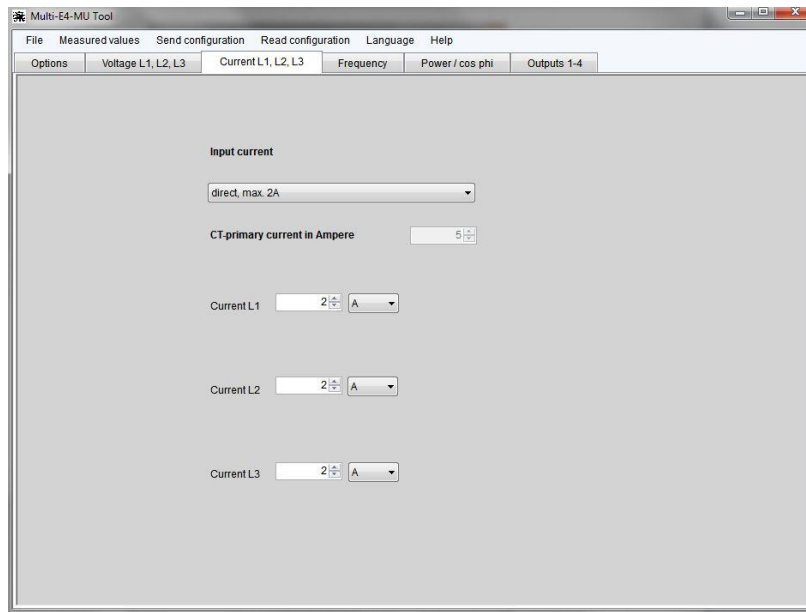 Multi-E4-MU Tool
File Measured values Send configuration Read configuration Language Help
Options Voltage L1, L2, L3 Current L1, L2, L3 Frequency Power / cos phi Outputs 1-4
Input current
direct, max. 2A
CT-primary current in Ampere 5
Current L1 2 A
Current L2 2 A
Current L3 2 A